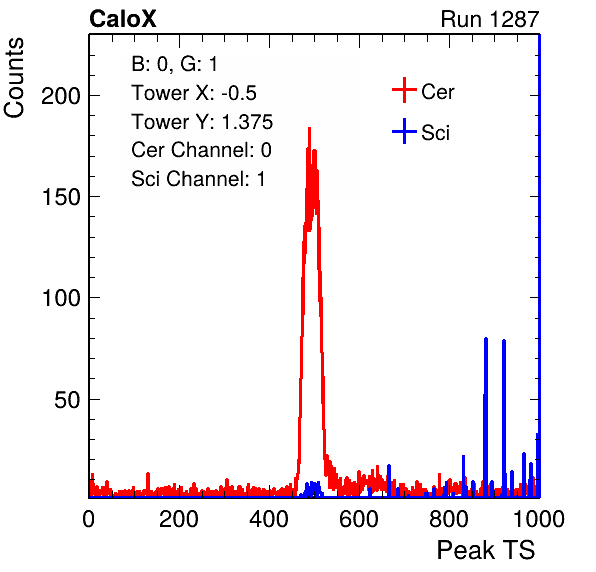 CaloX Run 1287
Counts
B: 0, G: 1
Tower X: -0.5
Tower Y: 1.375
Cer Channel: 0
Sci Channel: 1
Cer
Sci
200
150
100
50
0 200 400 600 800 1000
Peak TS